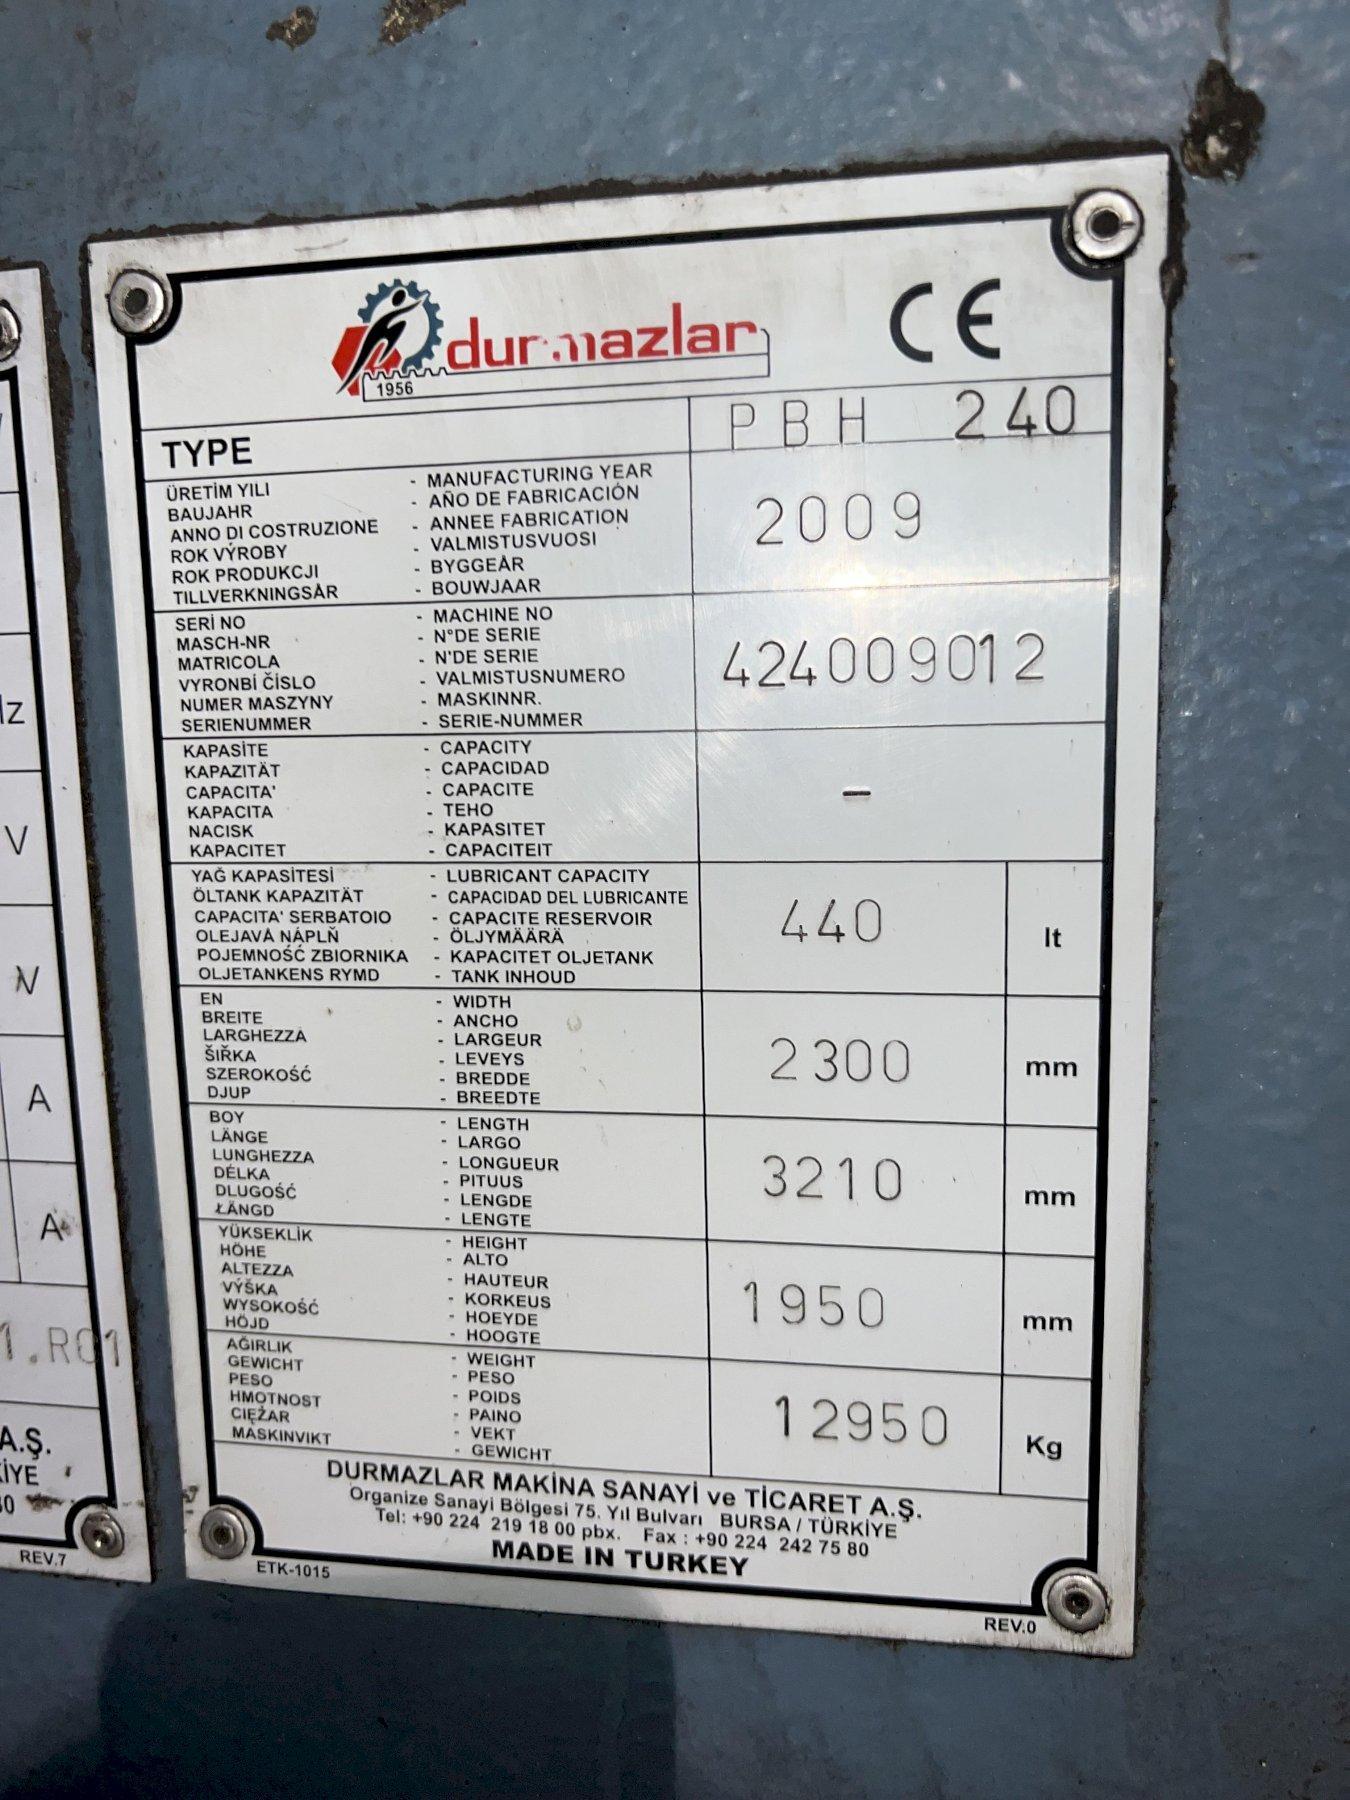 durmazlar
1956
CE
TYPE PBH 240
ÜRETİM YILI - MANUFACTURING YEAR
BAUJAHR - AÑO DE FABRICACIÓN
ANNO DI COSTRUZIONE - ANNEE FABRICATION
ROK VÝROBY - VALMISTUSVUOSI
ROK PRODUKCJI - BYGGEÅR
TILLVERKNINGSÅR - BOUWJAAR
2009
SERİ NO - MACHINE NO
MASCH-NR - N°DE SERIE
MATRICOLA - N'DE SERIE
VYRONBÍ ČÍSLO - VALMISTUSNUMERO
NUMER MASZYNY - MASKINNR.
SERIENUMMER - SERIE-NUMMER
424009012
KAPASİTE - CAPACITY
KAPAZITÄT - CAPACIDAD
CAPACITA' - CAPACITE
KAPACITA - TEHO
NACISK - KAPASITET
KAPACITET - CAPACITEIT
-
YAĞ KAPASİTESİ - LUBRICANT CAPACITY
ÖLTANK KAPAZITÄT - CAPACIDAD DEL LUBRICANTE
CAPACITA' SERBATOIO - CAPACITE RESERVOIR
OLEJAVÁ NÁPLŇ - ÖLJYMÄÄRÄ
POJEMNOŚĆ ZBIORNIKA - KAPACITET OLJETANK
OLJETANKENS RYMD - TANK INHOUD
440 lt
EN - WIDTH
BREITE - ANCHO
LARGHEZZA - LARGEUR
ŠIŘKA - LEVEYS
SZEROKOŚĆ - BREDDE
DJUP - BREEDTE
2300 mm
BOY - LENGTH
LÄNGE - LARGO
LUNGHEZZA - LONGUEUR
DÉLKA - PITUUS
DLUGOŚĆ - LENGDE
ŁÄNGD - LENGTE
3210 mm
YÜKSEKLİK - HEIGHT
HÖHE - ALTO
ALTEZZA - HAUTEUR
VÝŠKA - KORKEUS
WYSOKOŚĆ - HOEYDE
HÖJD - HOOGTE
1950 mm
AĞIRLIK - WEIGHT
GEWICHT - PESO
PESO - POIDS
HMOTNOST - PAINO
CIĘŻAR - VEKT
MASKINVIKT - GEWICHT
12950 Kg
DURMAZLAR MAKİNA SANAYİ ve TİCARET A.Ş.
Organize Sanayi Bölgesi 75. Yıl Bulvarı BURSA / TÜRKİYE
Tel: +90 224 219 18 00 pbx. Fax : +90 224 242 75 80
MADE IN TURKEY
ETK-1015
REV.0
V
V
A
A
1.R01
A.Ş.
REV.7